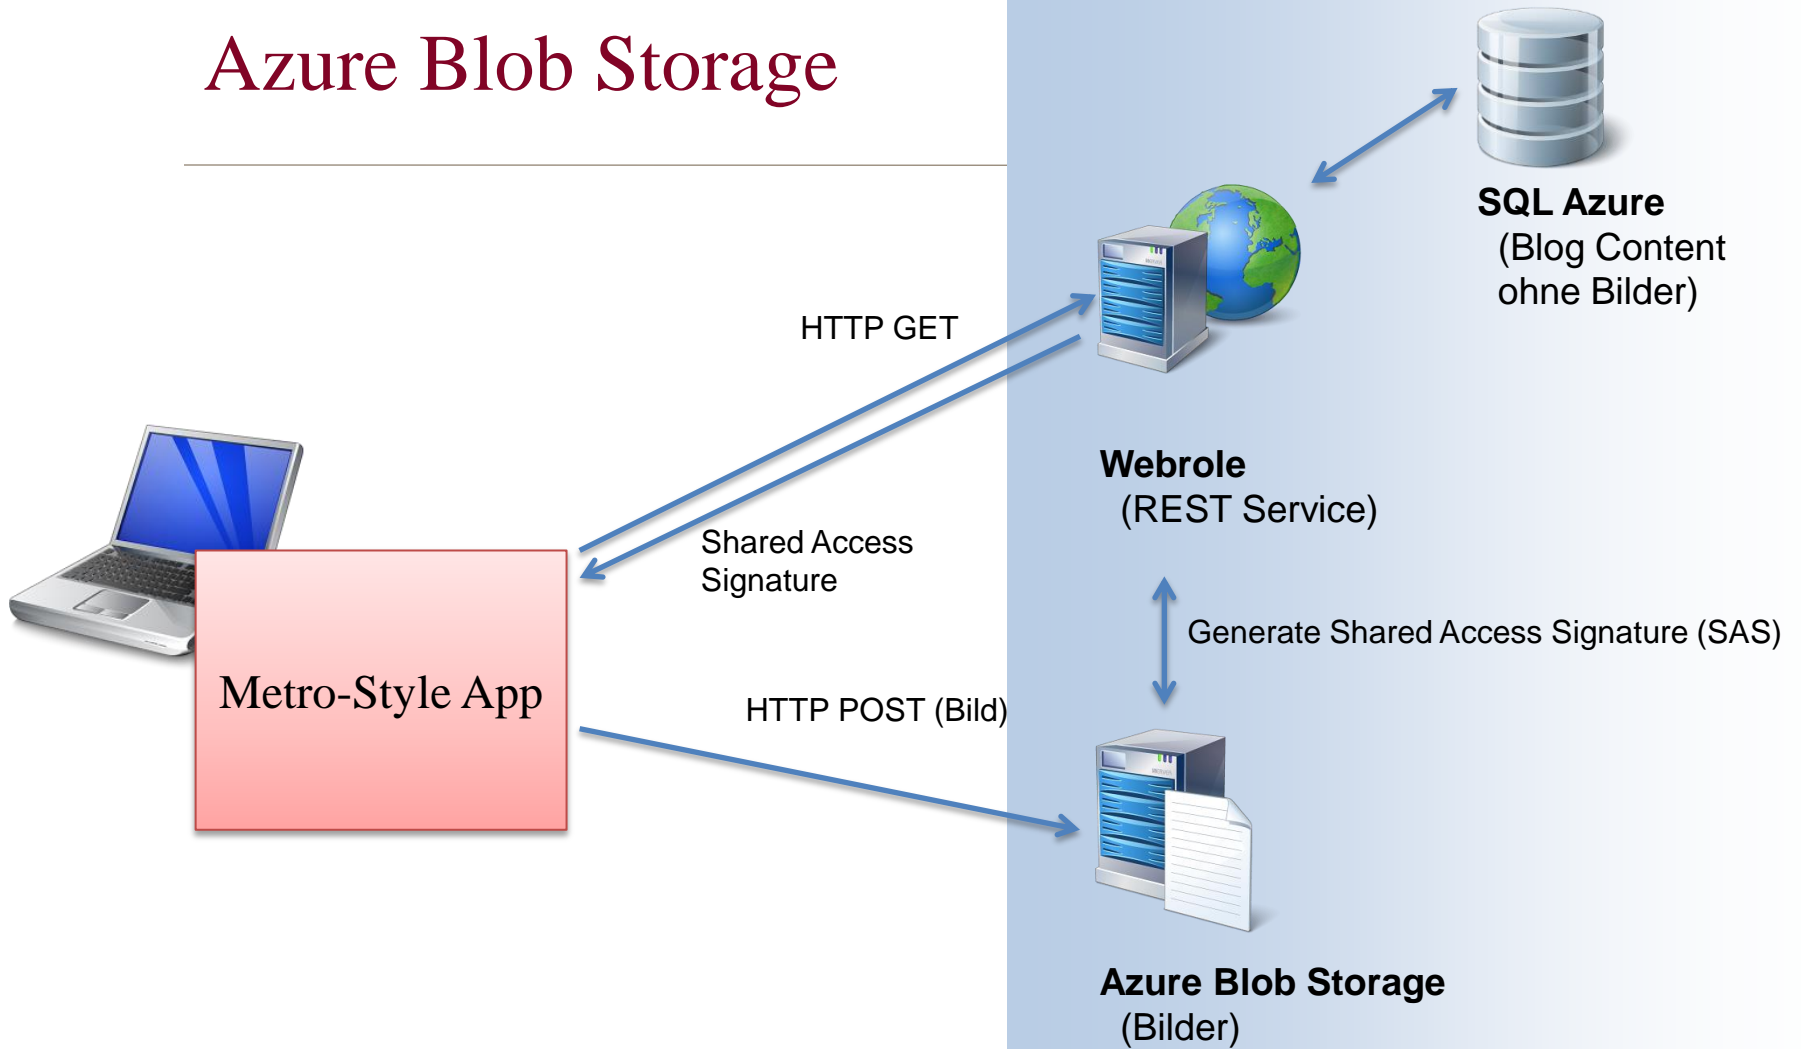 Azure Blob Storage
SQL Azure
(Blog Content
ohne Bilder)
HTTP GET
Webrole
(REST Service)
Shared Access
Signature
Generate Shared Access Signature (SAS)
Metro-Style App
HTTP POST (Bild)
Azure Blob Storage
(Bilder)